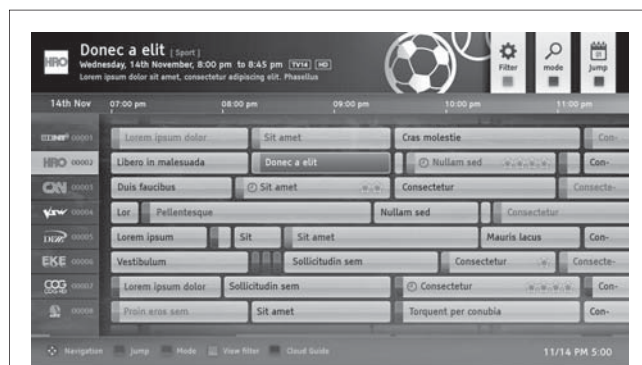 HRO
Donec a elit [ Sport ]
Wednesday, 14th November, 8:00 pm to 8:45 pm TV14 HD
Lorem ipsum dolor sit amet, consectetur adipiscing elit. Phasellus
Filter mode Jump
14th Nov 07:00 pm 08:00 pm 09:00 pm 10:00 pm 11:00 pm
00001 Lorem ipsum dolor Sit amet Cras molestie Con-
HRO 00002 Libero in malesuada Donec a elit Nullam sed Con-
00003 Duis faucibus Sit amet Consectetur Consecte-
00004 Lor Pellentesque Nullam sed Consectetur
00005 Lorem ipsum Sit Sit amet Mauris lacus Con-
EKE 00006 Vestibulum Sollicitudin sem Consectetur Consecte-
COG 00007 Lorem ipsum dolor Sollicitudin sem Consectetur Con-
00008 Proin eros sem Sit amet Torquent per conubia Con-
Navigation Jump Mode View filter Cloud Guide 11/14 PM 5:00